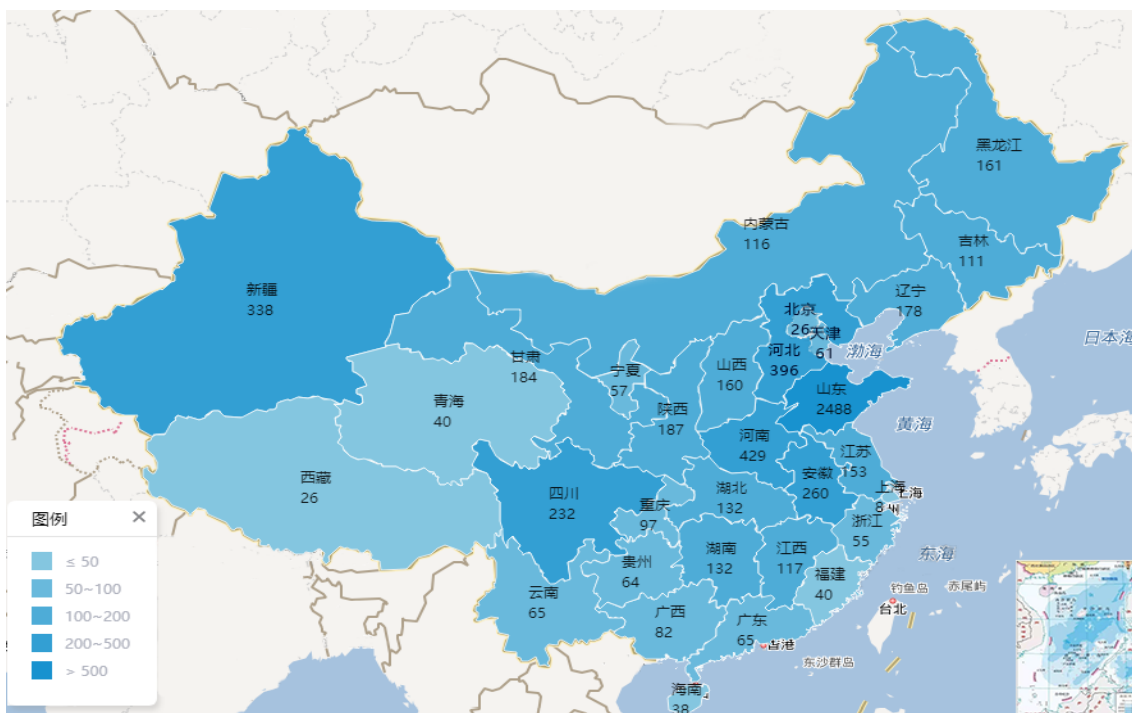 黑龙江
161
内蒙古
116
吉林
111
新疆
338
辽宁
178
北京
26
天津
61
日本海
渤海
河北
396
甘肃
184
宁夏
57
山西
160
山东
2488
青海
40
陕西
187
黄海
河南
429
江苏
153
西藏
26
四川
232
安徽
260
湖北
132
上海
8
上海
州
重庆
97
浙江
55
图例
≤ 50
50~100
100~200
200~500
> 500
东海
湖南
132
江西
117
贵州
64
福建
40
钓鱼岛
赤尾屿
云南
65
台北
广西
82
广东
65
香港
东沙群岛
海南
38